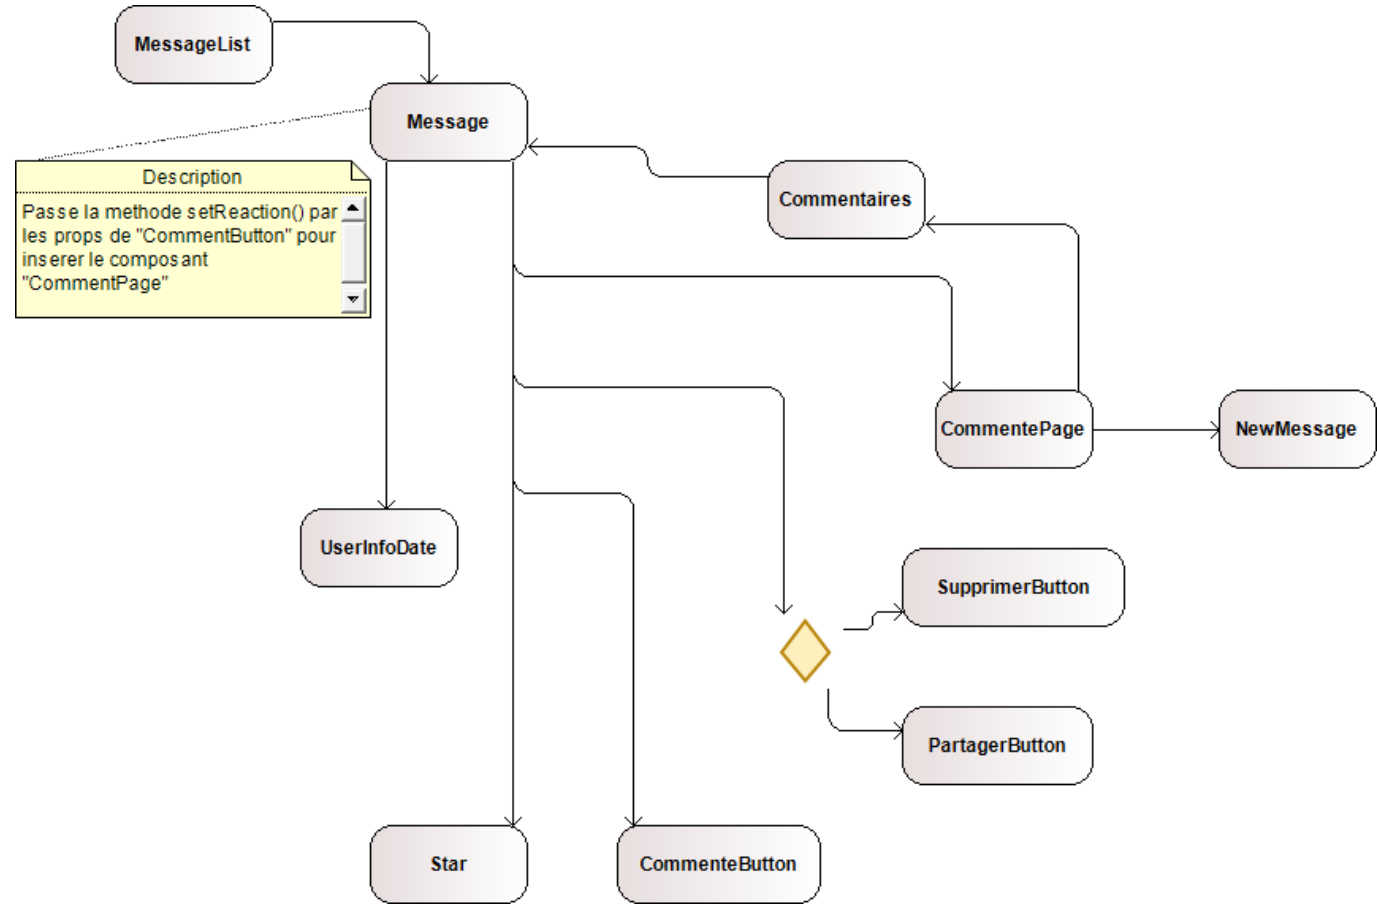 MessageList
Message
Description
Passe la methode setReaction() par
les props de "CommentButton" pour
inserer le composant
"CommentPage"
Commentaires
CommentePage
NewMessage
UserInfoDate
SupprimerButton
PartagerButton
Star
CommenteButton